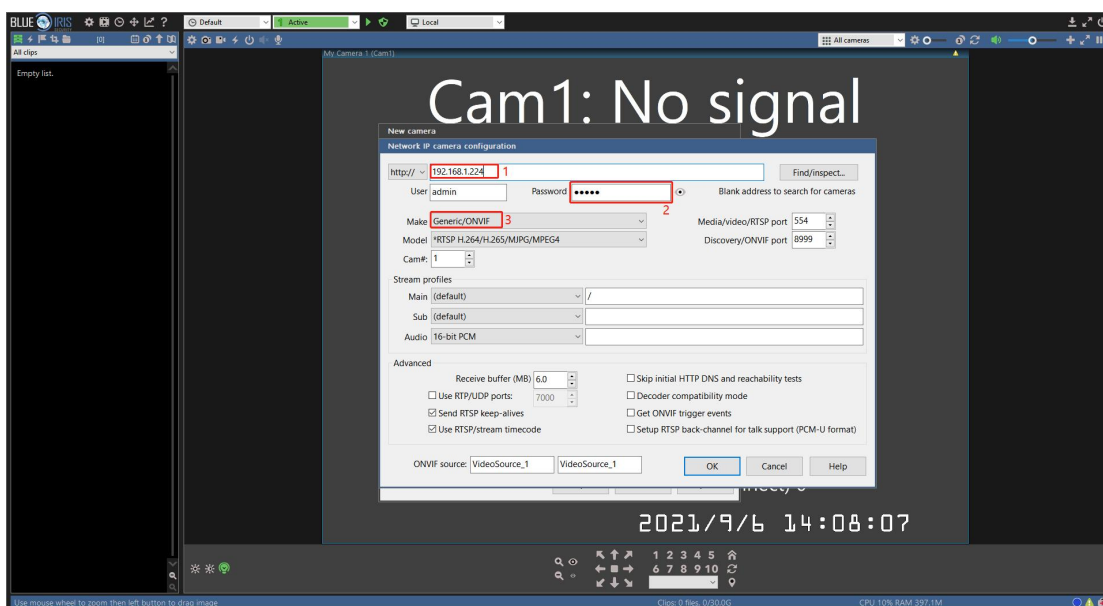 BLUE IRIS ? Default Active Local
[0] All cameras
All clips My Camera 1 (Cam1)
Empty list.
Cam1: No signal
New camera
Network IP camera configuration
http:// 192.168.1.224 1 Find/inspect...
User admin Password ●●●●● Blank address to search for cameras
2
Make Generic/ONVIF 3 Media/video/RTSP port 554
Model *RTSP H.264/H.265/MJPG/MPEG4 Discovery/ONVIF port 8999
Cam#: 1
Stream profiles
Main (default) /
Sub (default)
Audio 16-bit PCM
Advanced
Receive buffer (MB) 6.0 Skip initial HTTP DNS and reachability tests
Use RTP/UDP ports: 7000 Decoder compatibility mode
Send RTSP keep-alives Get ONVIF trigger events
Use RTSP/stream timecode Setup RTSP back-channel for talk support (PCM-U format)
ONVIF source: VideoSource_1 VideoSource_1 OK Cancel Help
2021/9/6 14:08:07
1 2 3 4 5
6 7 8 9 10
Use mouse wheel to zoom then left button to drag image Clips: 0 files, 0/30.0G CPU 10% RAM 397.1M